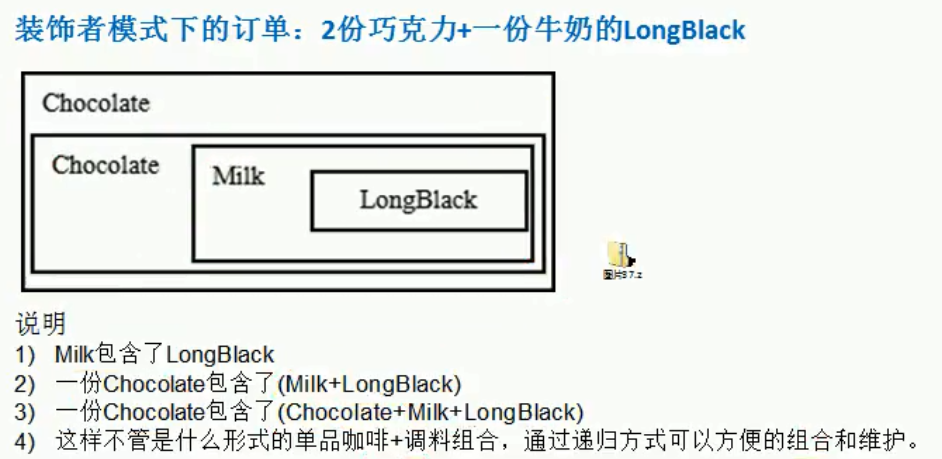 装饰者模式下的订单：2份巧克力+一份牛奶的LongBlack
Chocolate
Chocolate
Milk
LongBlack
说明
1) Milk包含了LongBlack
2) 一份Chocolate包含了(Milk+LongBlack)
3) 一份Chocolate包含了(Chocolate+Milk+LongBlack)
4) 这样不管是什么形式的单品咖啡+调料组合，通过递归方式可以方便的组合和维护。